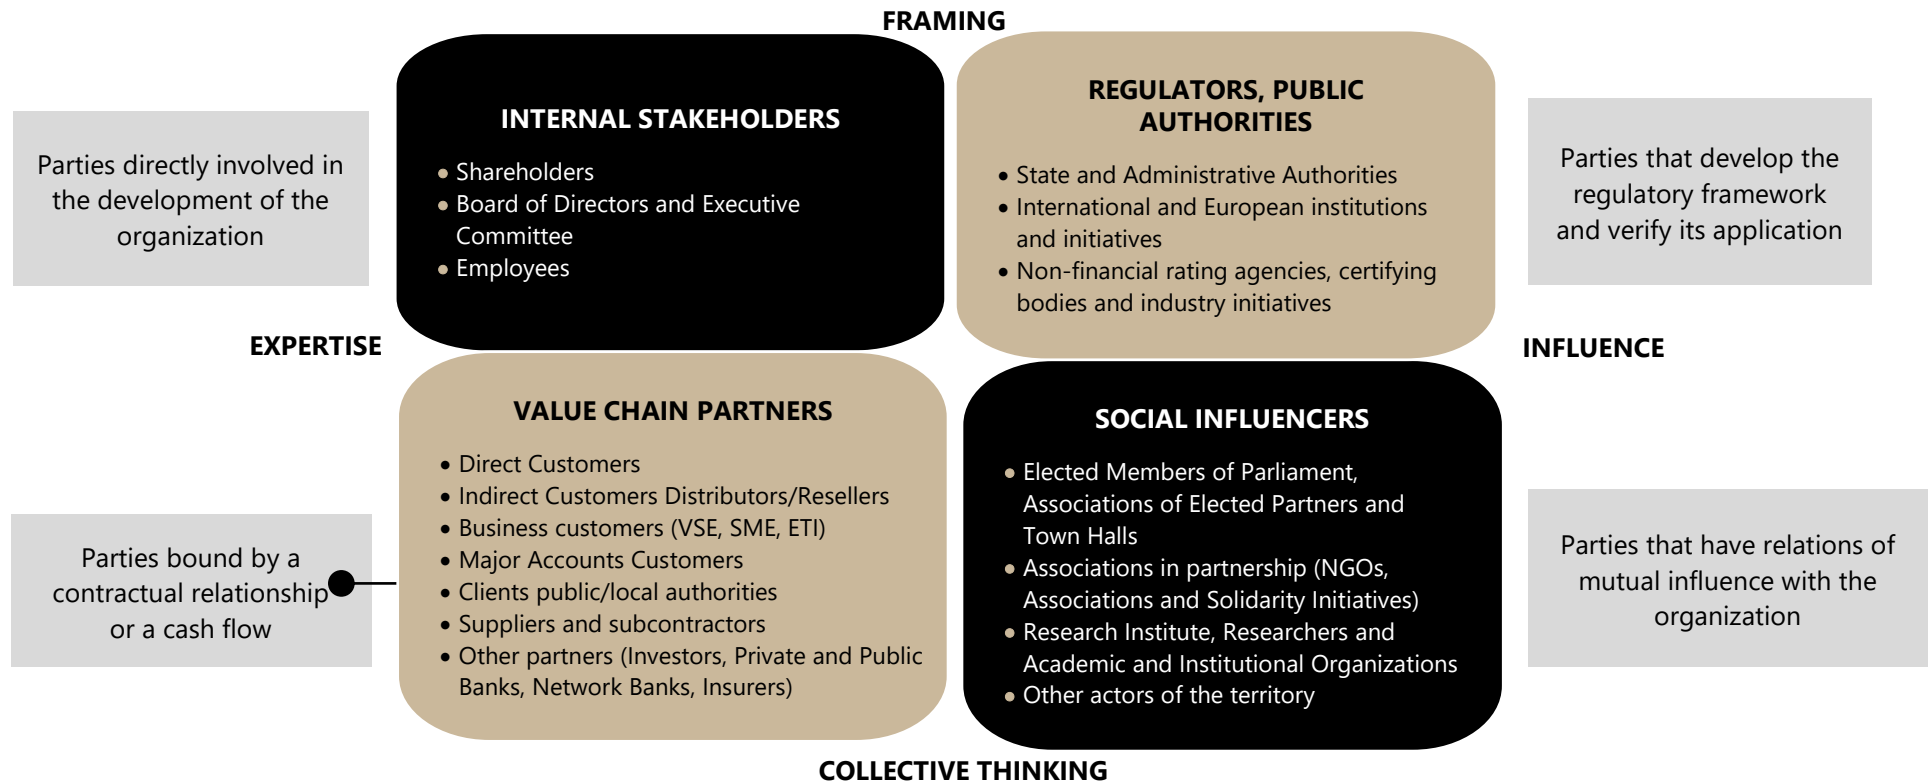 FRAMING
INTERNAL STAKEHOLDERS
• Shareholders
• Board of Directors and Executive
Committee
• Employees
REGULATORS, PUBLIC
AUTHORITIES
• State and Administrative Authorities
• International and European institutions
and initiatives
• Non-financial rating agencies, certifying
bodies and industry initiatives
Parties directly involved in
the development of the
organization
Parties that develop the
regulatory framework
and verify its application
EXPERTISE
INFLUENCE
VALUE CHAIN PARTNERS
• Direct Customers
• Indirect Customers Distributors/Resellers
• Business customers (VSE, SME, ETI)
• Major Accounts Customers
• Clients public/local authorities
• Suppliers and subcontractors
• Other partners (Investors, Private and Public
Banks, Network Banks, Insurers)
SOCIAL INFLUENCERS
• Elected Members of Parliament,
Associations of Elected Partners and
Town Halls
• Associations in partnership (NGOs,
Associations and Solidarity Initiatives)
• Research Institute, Researchers and
Academic and Institutional Organizations
• Other actors of the territory
Parties bound by a
contractual relationship
or a cash flow
Parties that have relations of
mutual influence with the
organization
COLLECTIVE THINKING